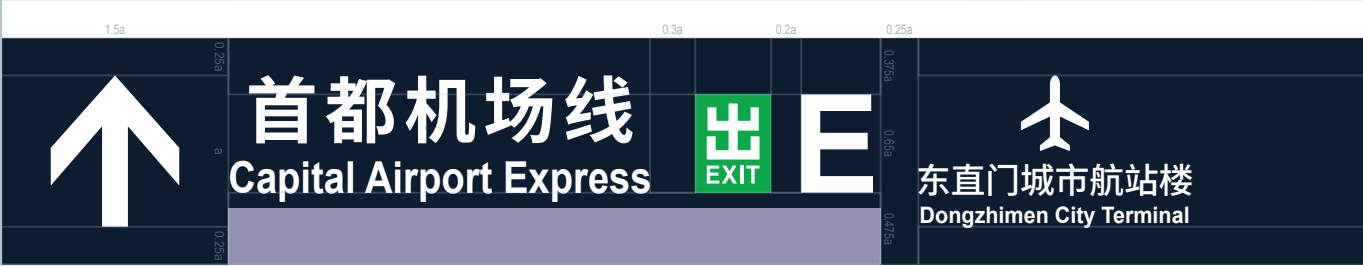 1.5a
0.3a
0.2a
0.25a
0.25a
a
0.25a
首都机场线
Capital Airport Express
出
EXIT
E
0.375a
0.65a
0.475a
东直门城市航站楼
Dongzhimen City Terminal